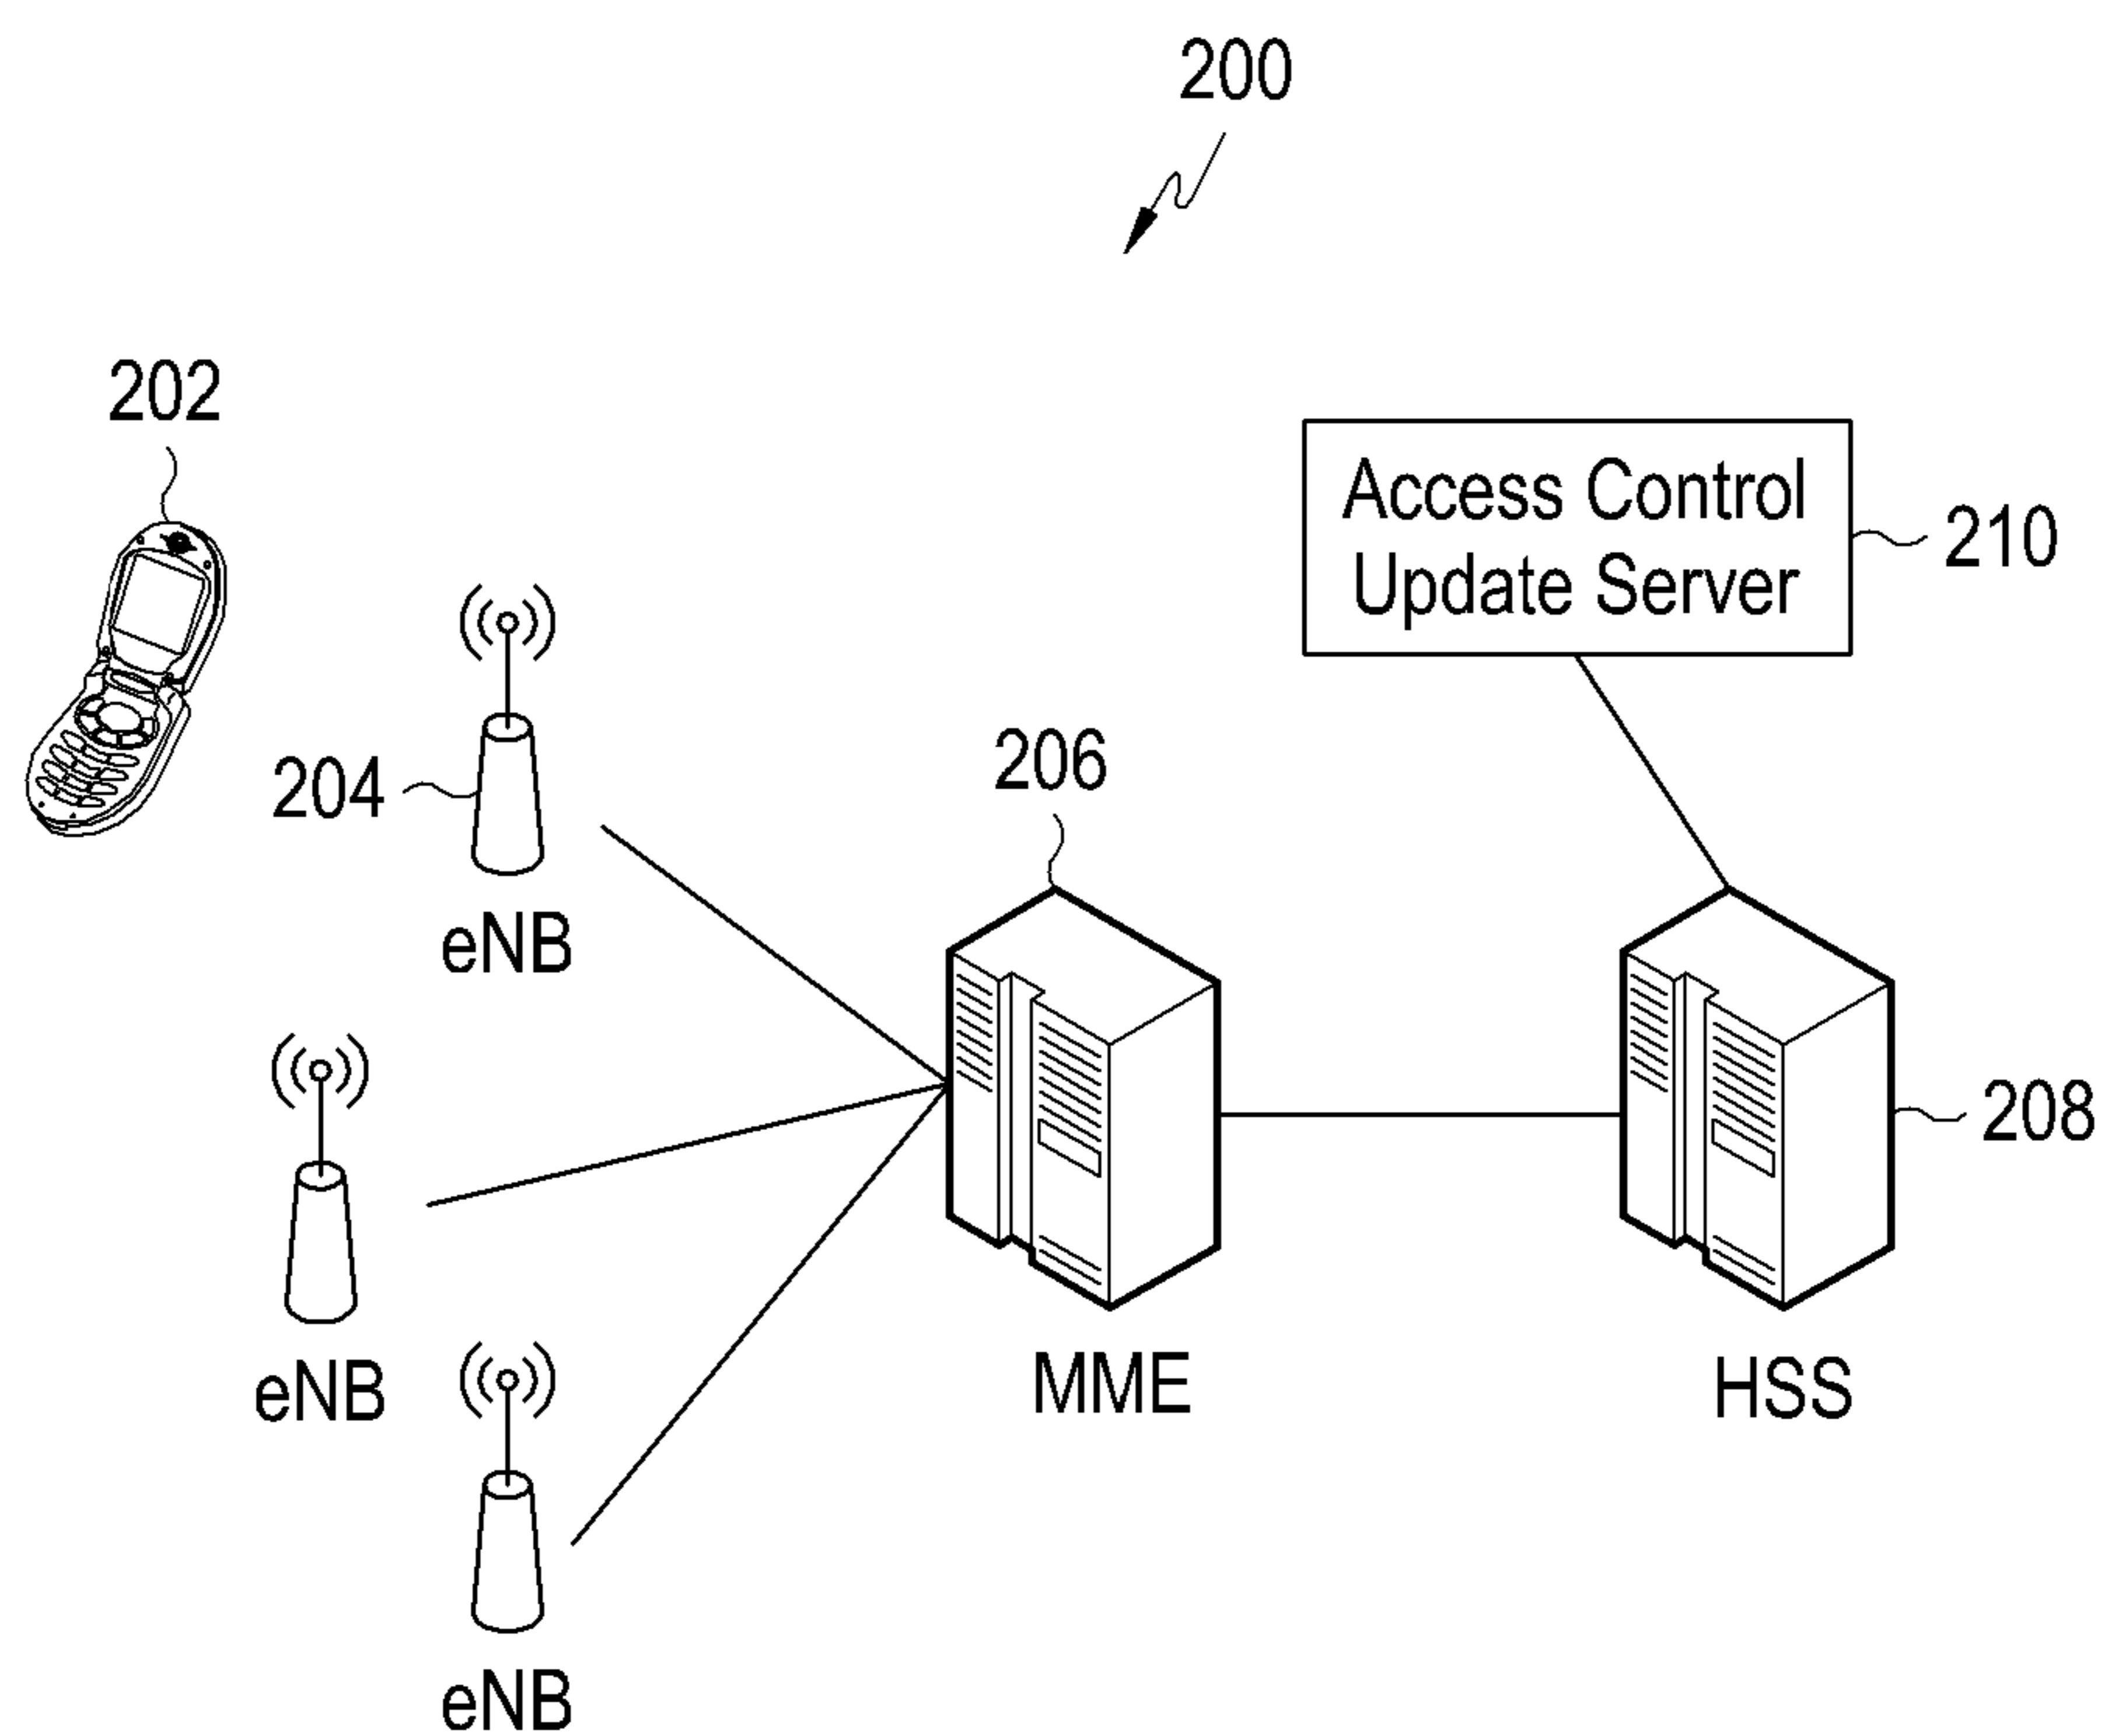 200
202
Access Control
Update Server
210
204
206
eNB
208
eNB
MME
HSS
eNB